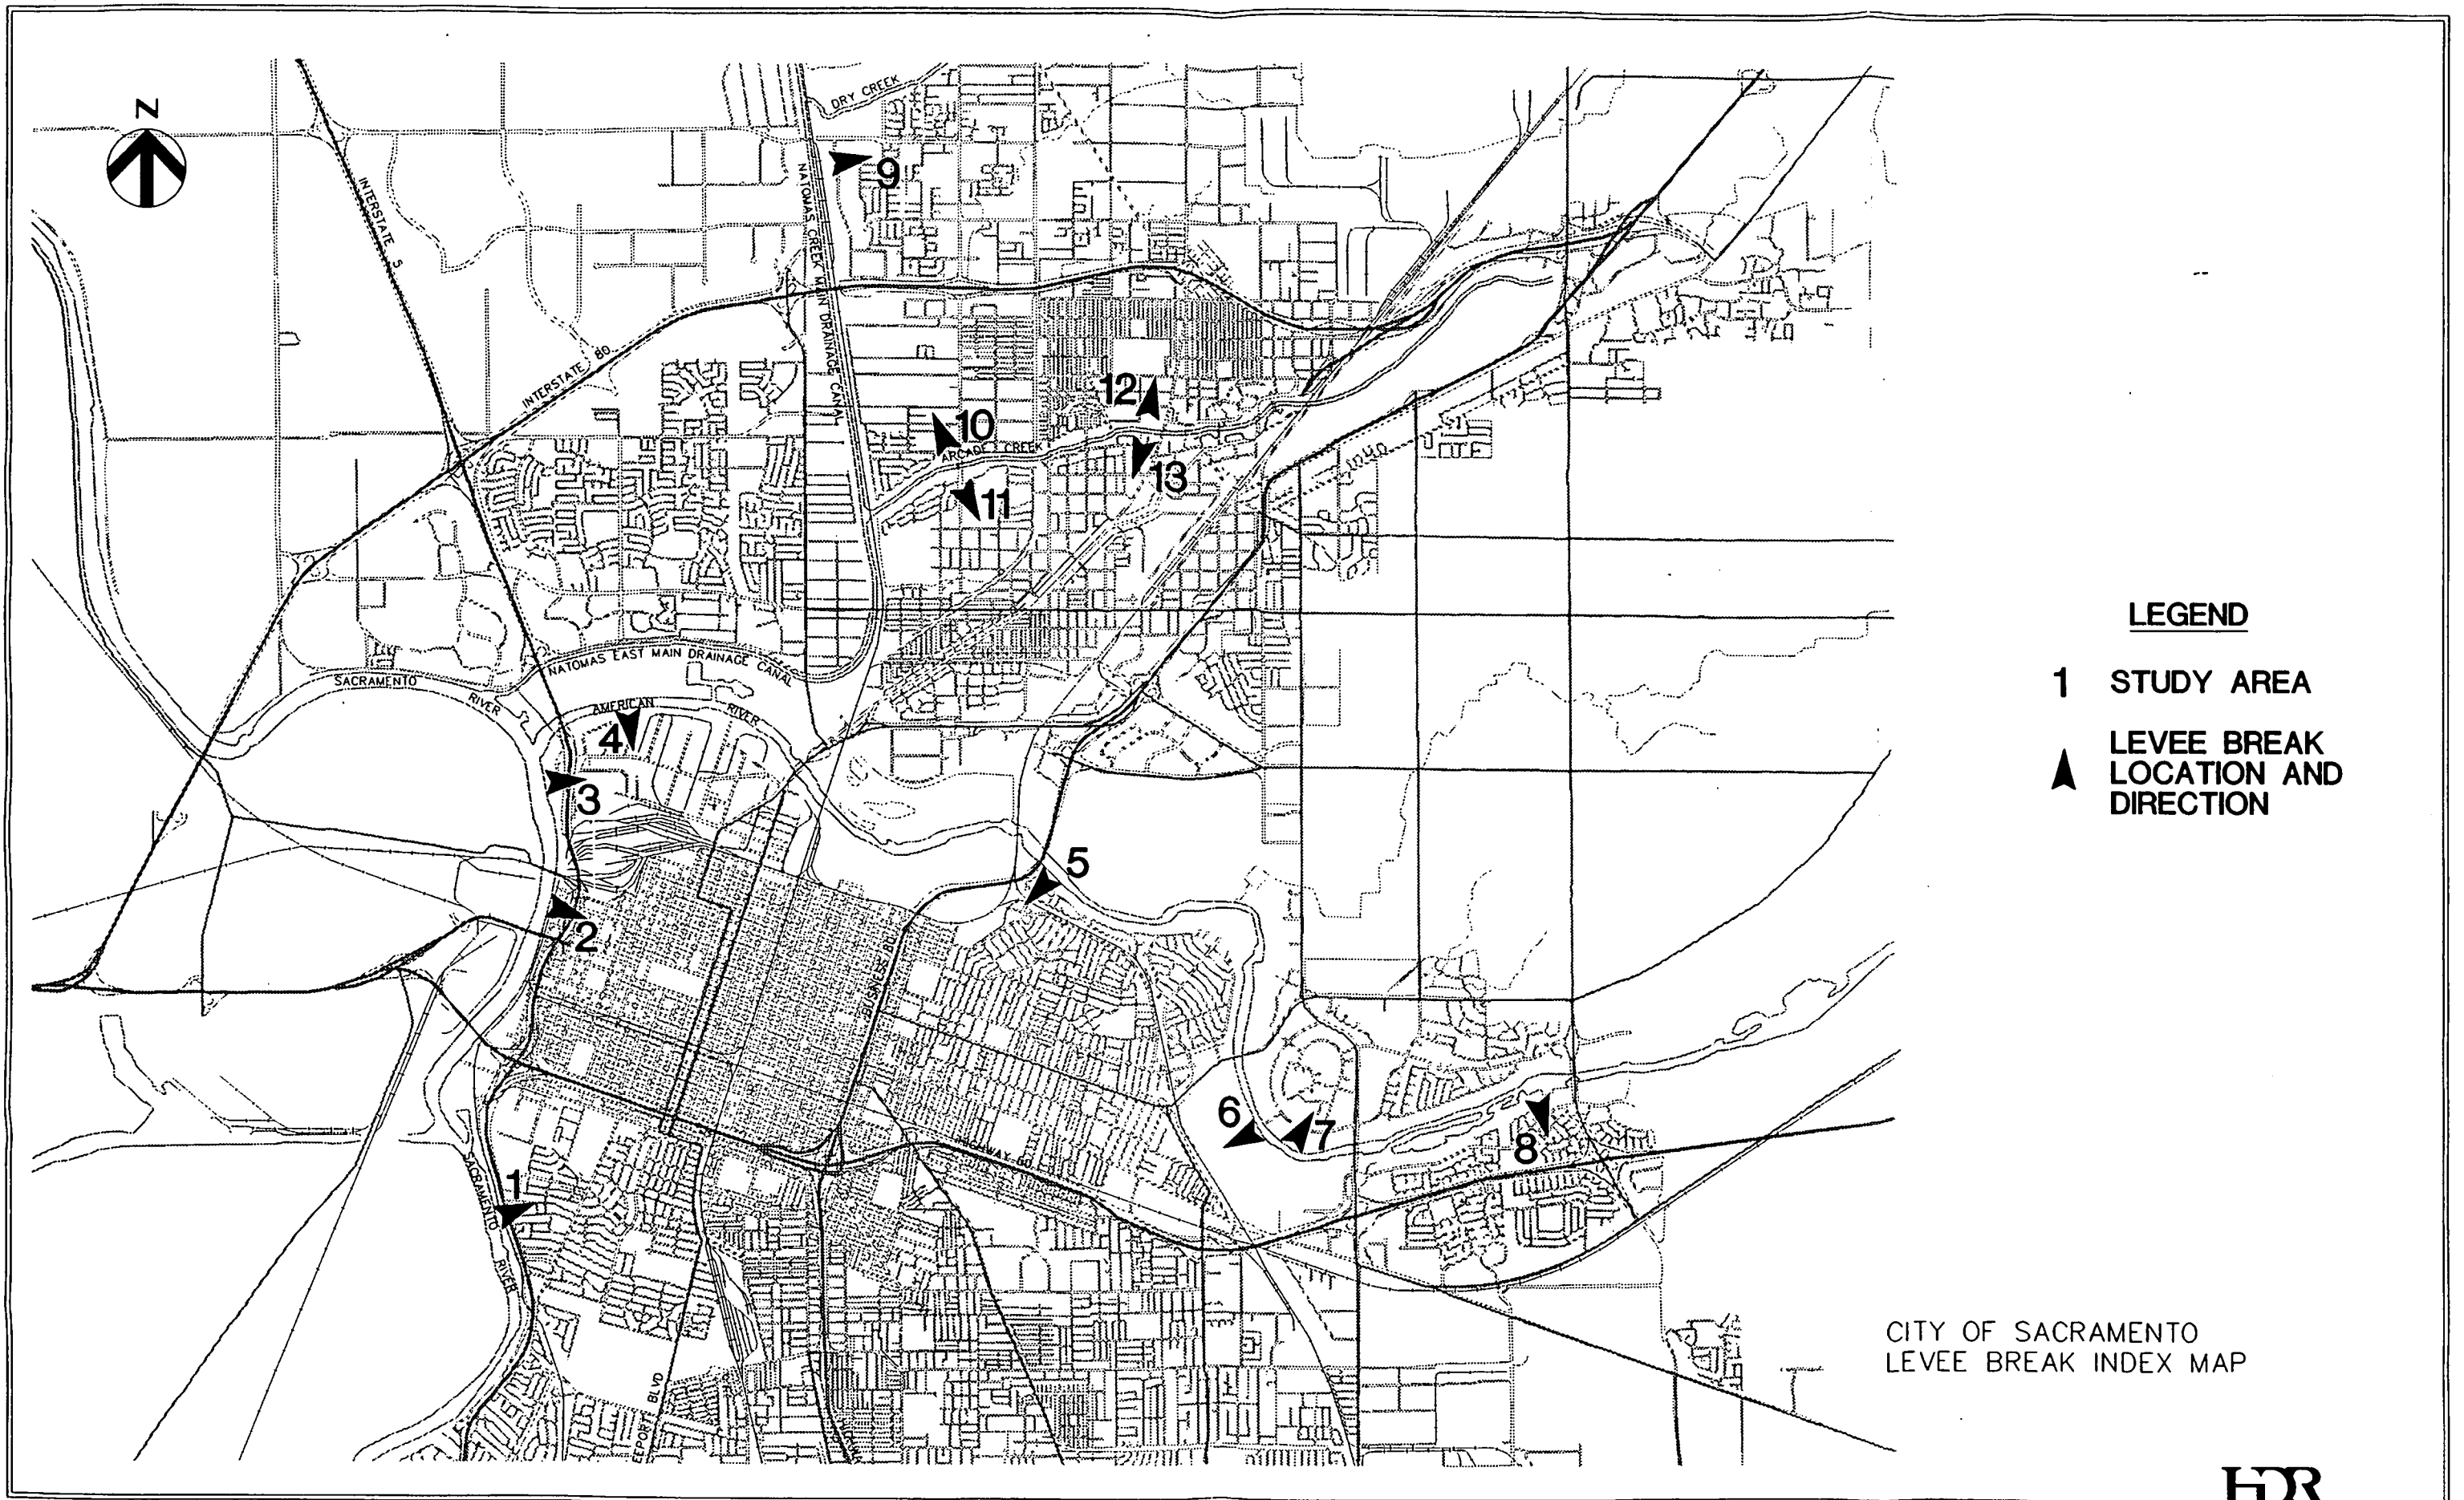 N
DRY CREEK
9
NATOMAS CREEK MAIN DRAINAGE CANAL
INTERSTATE 5
INTERSTATE 80
12
10
ARCADE CREEK
13
11
LEGEND
1 STUDY AREA
LEVEE BREAK
LOCATION AND
DIRECTION
NATOMAS EAST MAIN DRAINAGE CANAL
SACRAMENTO
RIVER
AMERICAN
RIVER
4
3
5
2
BUSINESS 80
6
7
8
1
SACRAMENTO
RIVER
CITY OF SACRAMENTO
LEVEE BREAK INDEX MAP
BLVD
HDR